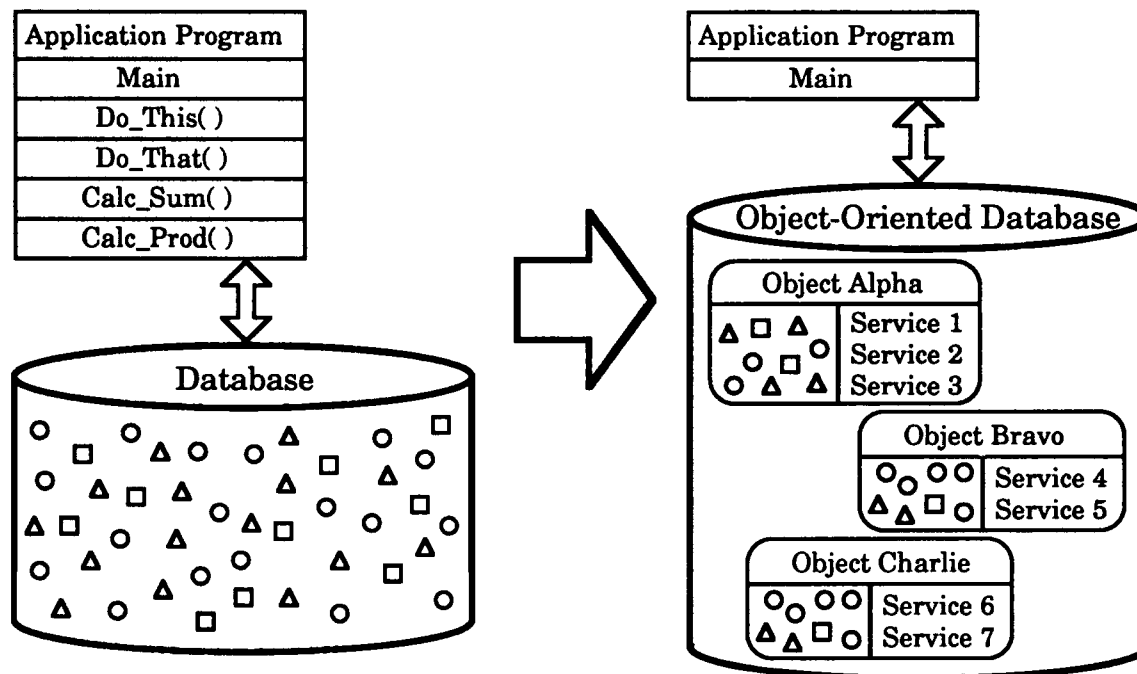 Application Program
Main
Do_This( )
Do_That( )
Calc_Sum( )
Calc_Prod( )
Database
Application Program
Main
Object-Oriented Database
Object Alpha
Service 1
Service 2
Service 3
Object Bravo
Service 4
Service 5
Object Charlie
Service 6
Service 7